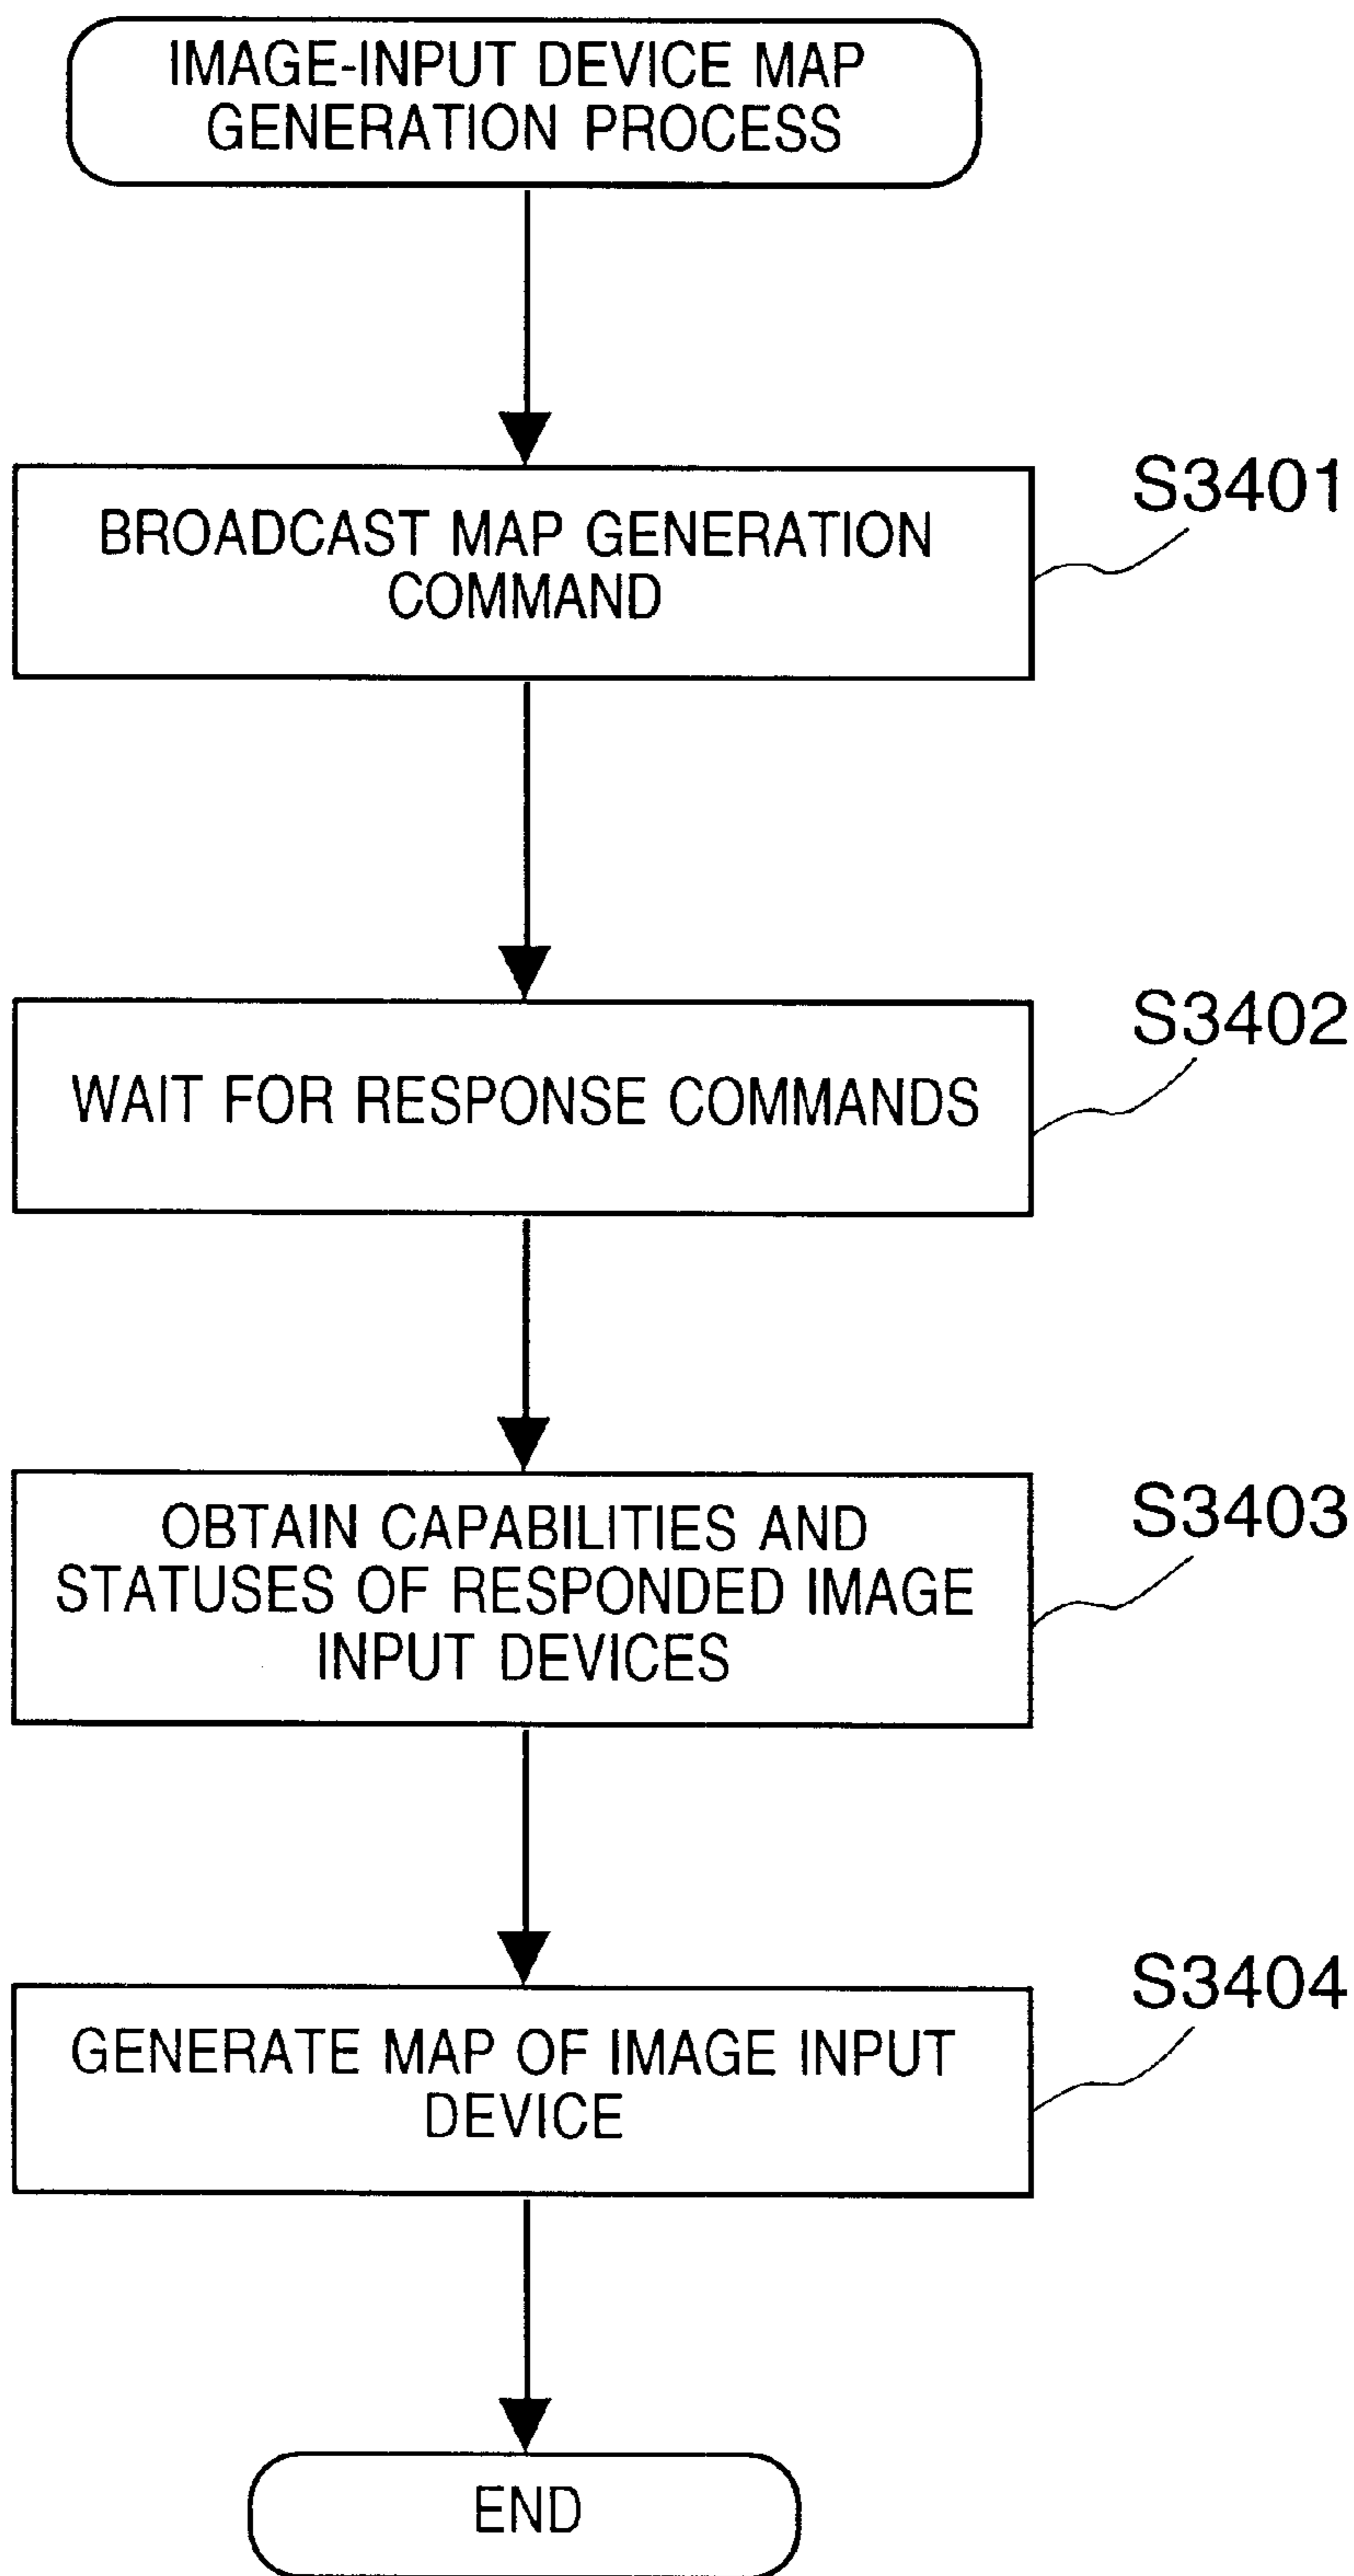 IMAGE-INPUT DEVICE MAP
GENERATION PROCESS
S3401
BROADCAST MAP GENERATION
COMMAND
S3402
WAIT FOR RESPONSE COMMANDS
S3403
OBTAIN CAPABILITIES AND
STATUSES OF RESPONDED IMAGE
INPUT DEVICES
S3404
GENERATE MAP OF IMAGE INPUT
DEVICE
END